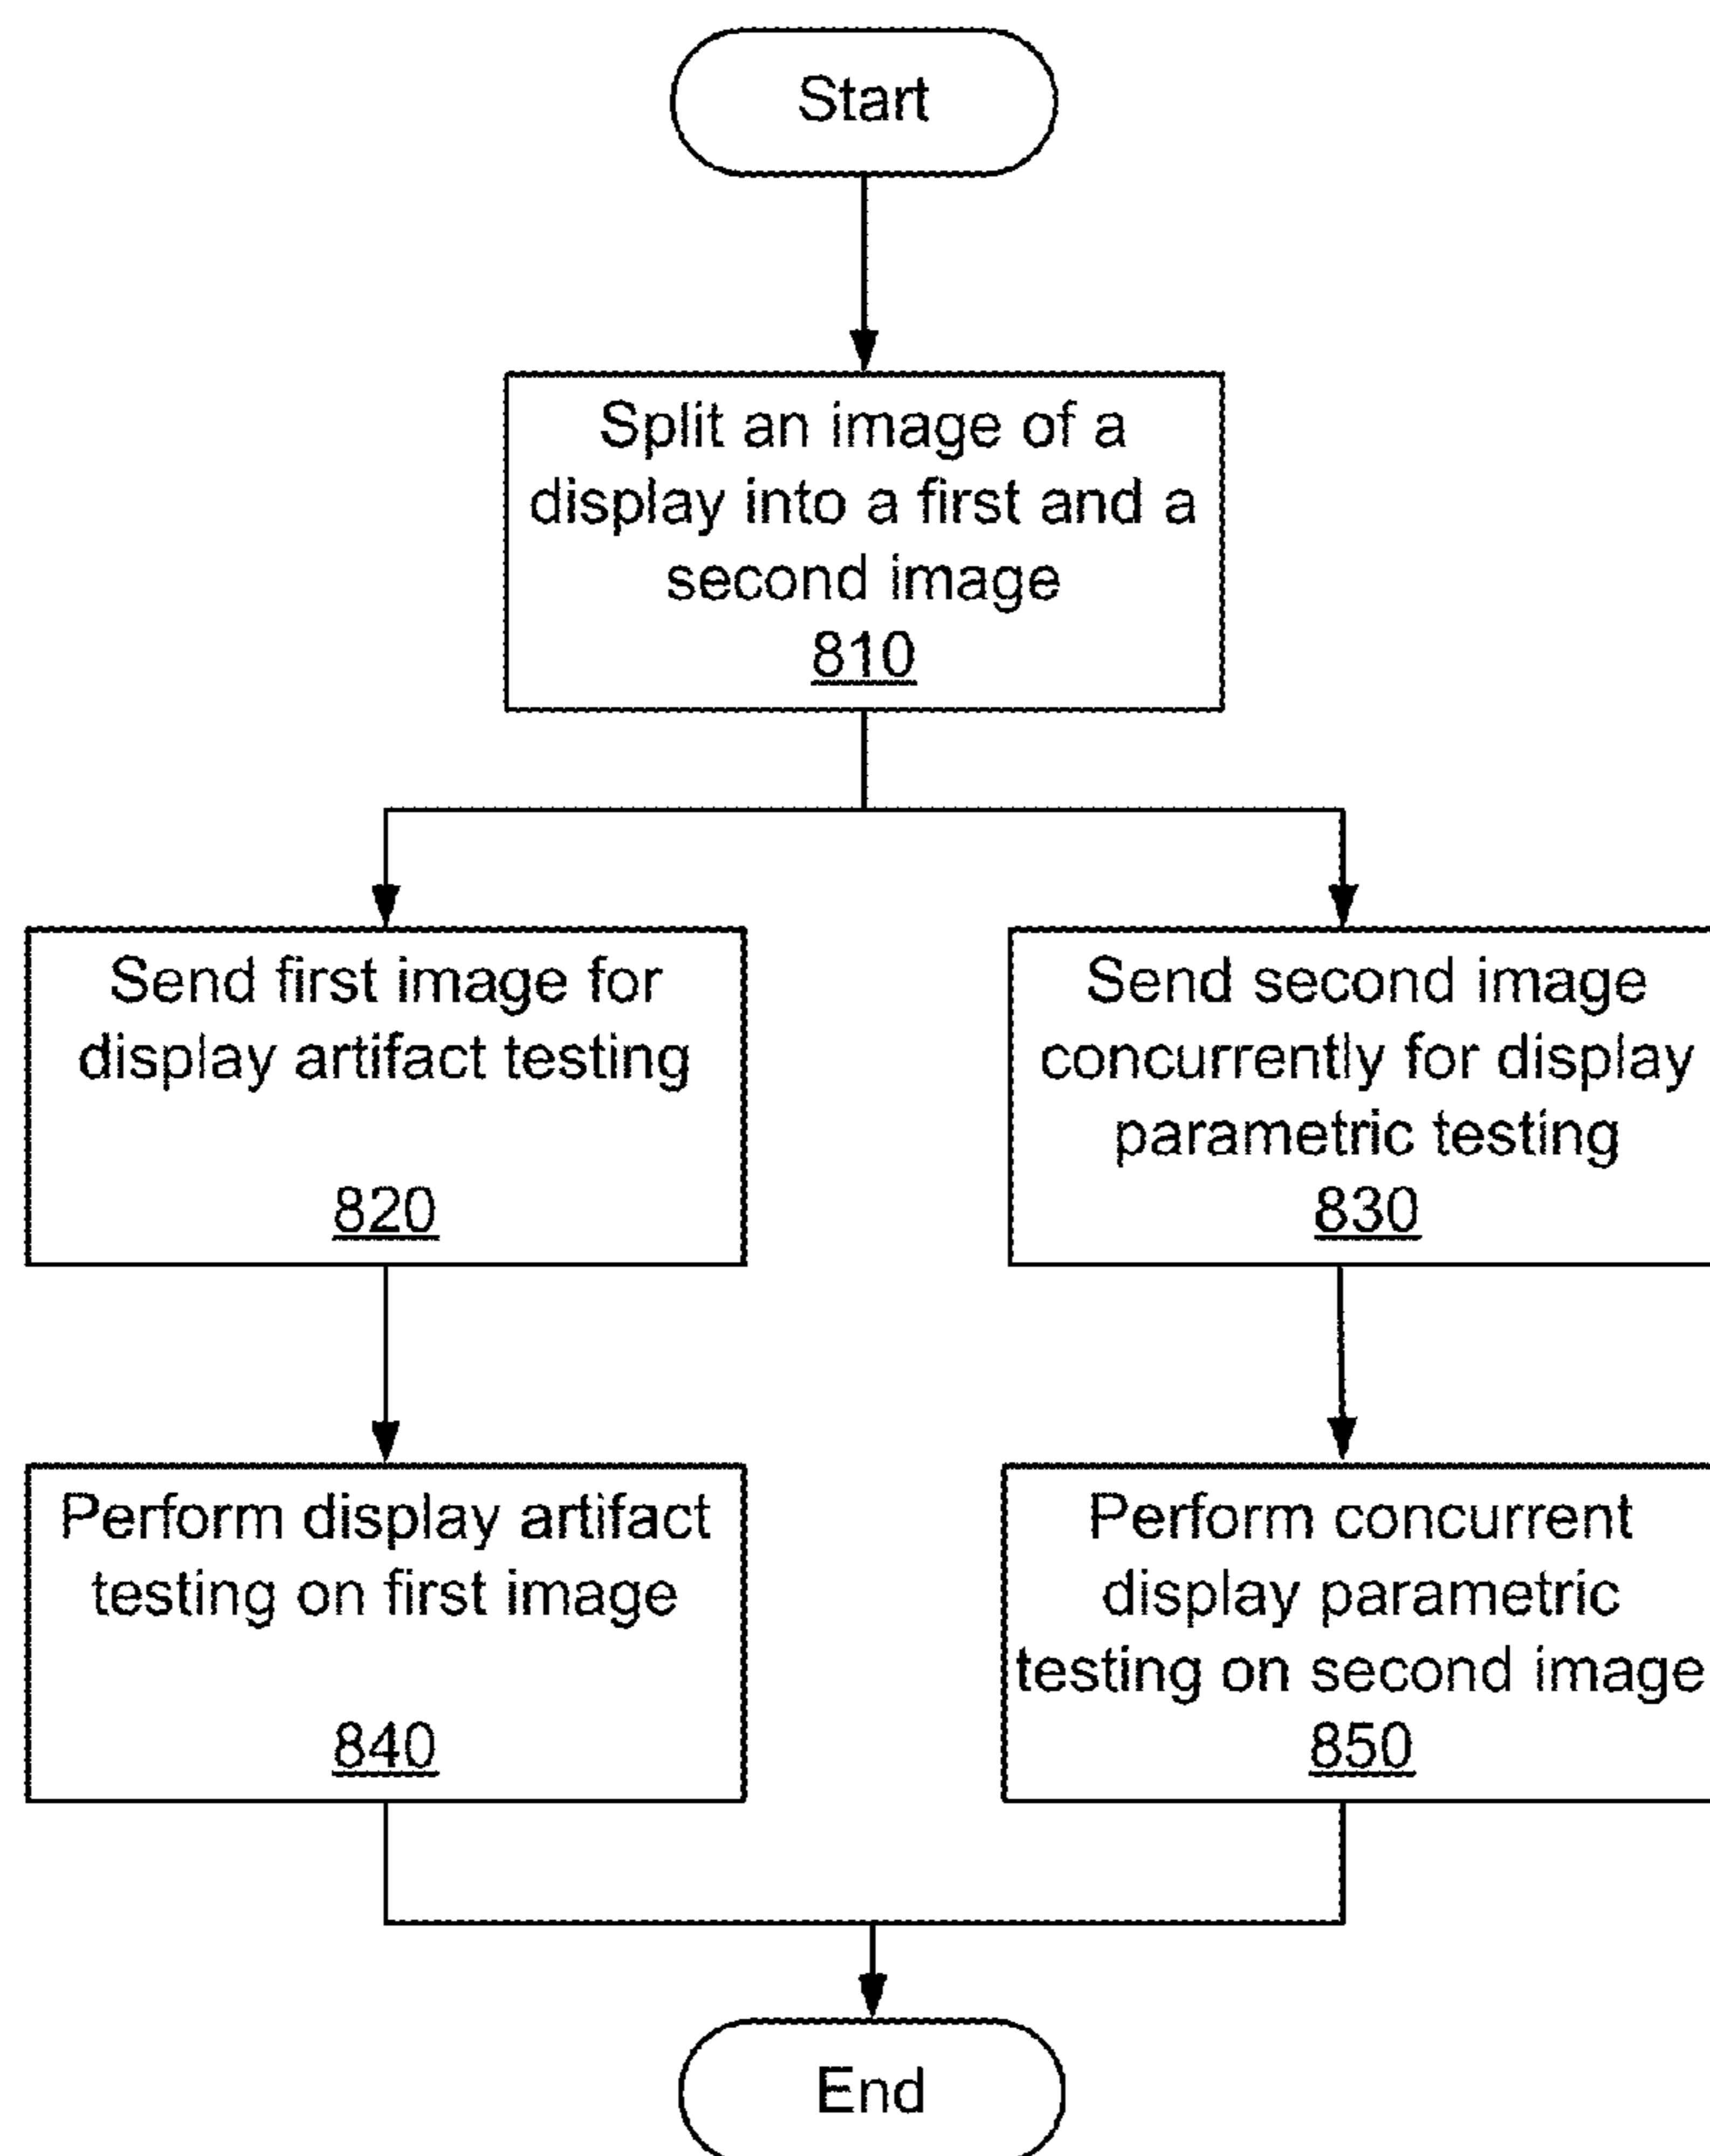 Start
Split an image of a
display into a first and a
second image
810
Send first image for
display artifact testing
820
Send second image
concurrently for display
parametric testing
830
Perform display artifact
testing on first image
840
Perform concurrent
display parametric
testing on second image
850
End